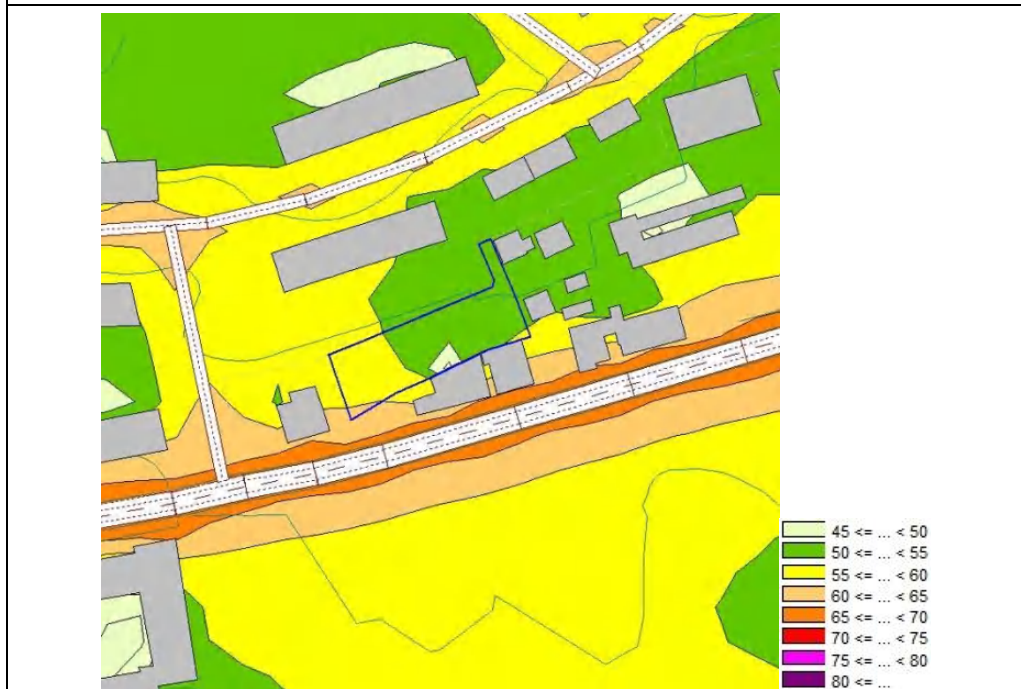 45 <= ... < 50
50 <= ... < 55
55 <= ... < 60
60 <= ... < 65
65 <= ... < 70
70 <= ... < 75
75 <= ... < 80
80 <= ...